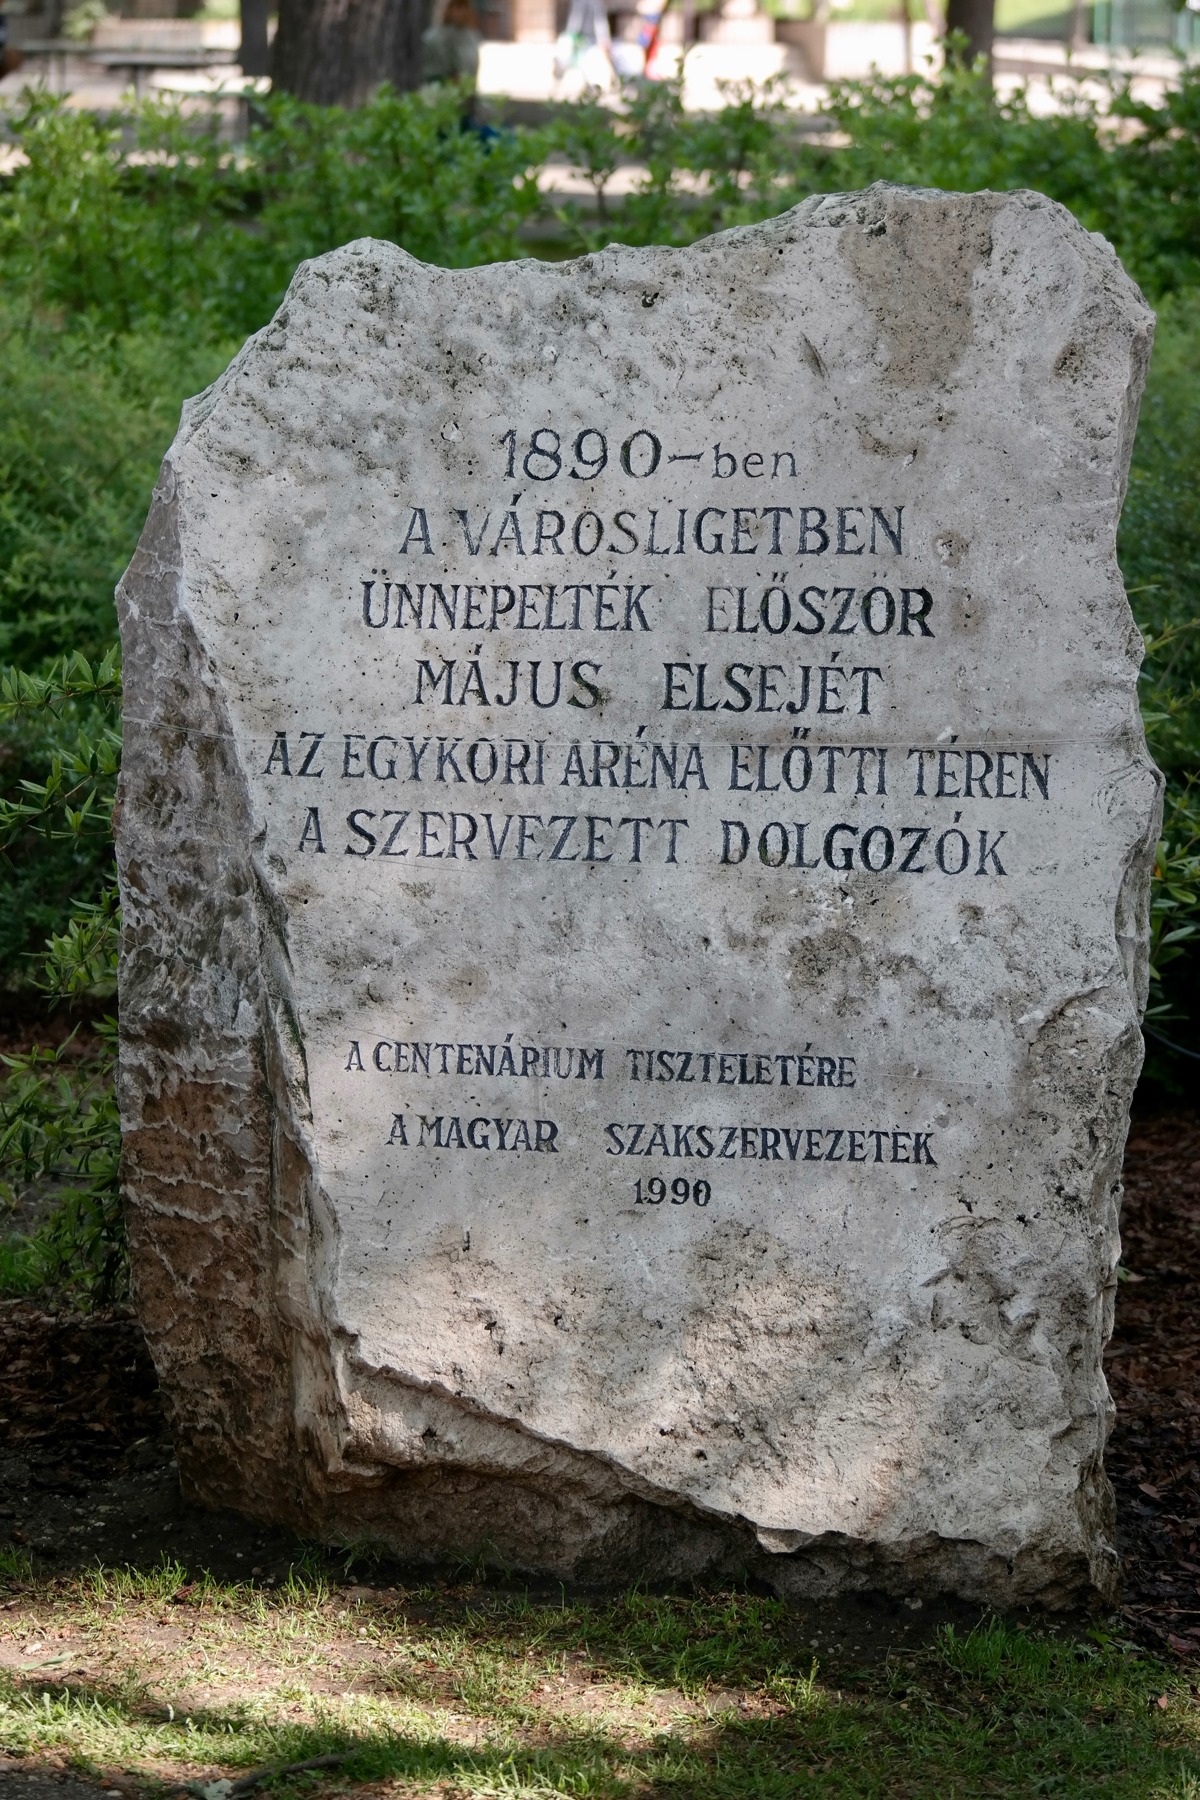 1890-ben
A VÁROSLIGETBEN
ÜNNEPELTÉK ELŐSZÖR
MÁJUS ELSEJÉT
AZ EGYKORI ARÉNA ELŐTTI TÉREN
A SZERVEZETT DOLGOZÓK
A CENTENÁRIUM TISZTELETÉRE
A MAGYAR SZAKSZERVEZETEK
1990